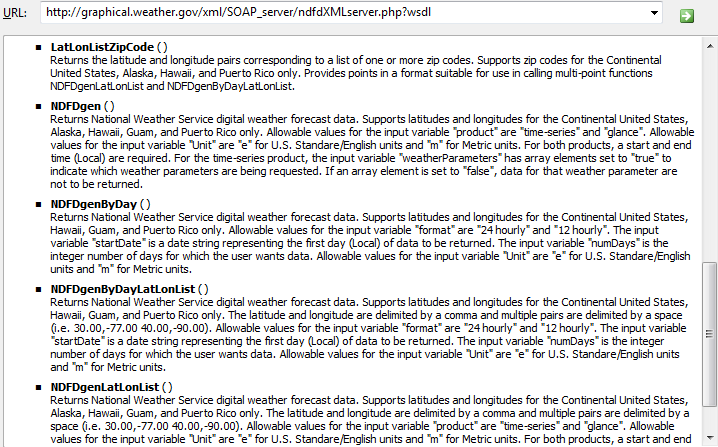 URL: http://graphical.weather.gov/xml/SOAP_server/ndfdXMLserver.php?wsdl
LatLonListZipCode ( )
Returns the latitude and longitude pairs corresponding to a list of one or more zip codes. Supports zip codes for the Continental
United States, Alaska, Hawaii, and Puerto Rico only. Provides points in a format suitable for use in calling multi-point functions
NDFDgenLatLonList and NDFDgenByDayLatLonList.
NDFDgen ( )
Returns National Weather Service digital weather forecast data. Supports latitudes and longitudes for the Continental United States,
Alaska, Hawaii, Guam, and Puerto Rico only. Allowable values for the input variable "product" are "time-series" and "glance". Allowable
values for the input variable "Unit" are "e" for U.S. Standare/English units and "m" for Metric units. For both products, a start and end
time (Local) are required. For the time-series product, the input variable "weatherParameters" has array elements set to "true" to
indicate which weather parameters are being requested. If an array element is set to "false", data for that weather parameter are
not to be returned.
NDFDgenByDay ( )
Returns National Weather Service digital weather forecast data. Supports latitudes and longitudes for the Continental United States,
Hawaii, Guam, and Puerto Rico only. Allowable values for the input variable "format" are "24 hourly" and "12 hourly". The input
variable "startDate" is a date string representing the first day (Local) of data to be returned. The input variable "numDays" is the
integer number of days for which the user wants data. Allowable values for the input variable "Unit" are "e" for U.S. Standare/English
units and "m" for Metric units.
NDFDgenByDayLatLonList ( )
Returns National Weather Service digital weather forecast data. Supports latitudes and longitudes for the Continental United States,
Hawaii, Guam, and Puerto Rico only. The latitude and longitude are delimited by a comma and multiple pairs are delimited by a space
(i.e. 30.00,-77.00 40.00,-90.00). Allowable values for the input variable "format" are "24 hourly" and "12 hourly". The input variable
"startDate" is a date string representing the first day (Local) of data to be returned. The input variable "numDays" is the integer
number of days for which the user wants data. Allowable values for the input variable "Unit" are "e" for U.S. Standare/English units
and "m" for Metric units.
NDFDgenLatLonList ( )
Returns National Weather Service digital weather forecast data. Supports latitudes and longitudes for the Continental United States,
Alaska, Hawaii, Guam, and Puerto Rico only. The latitude and longitude are delimited by a comma and multiple pairs are delimited by a
space (i.e. 30.00,-77.00 40.00,-90.00). Allowable values for the input variable "product" are "time-series" and "glance". Allowable
values for the input variable "Unit" are "e" for U.S. Standare/English units and "m" for Metric units. For both products, a start and end